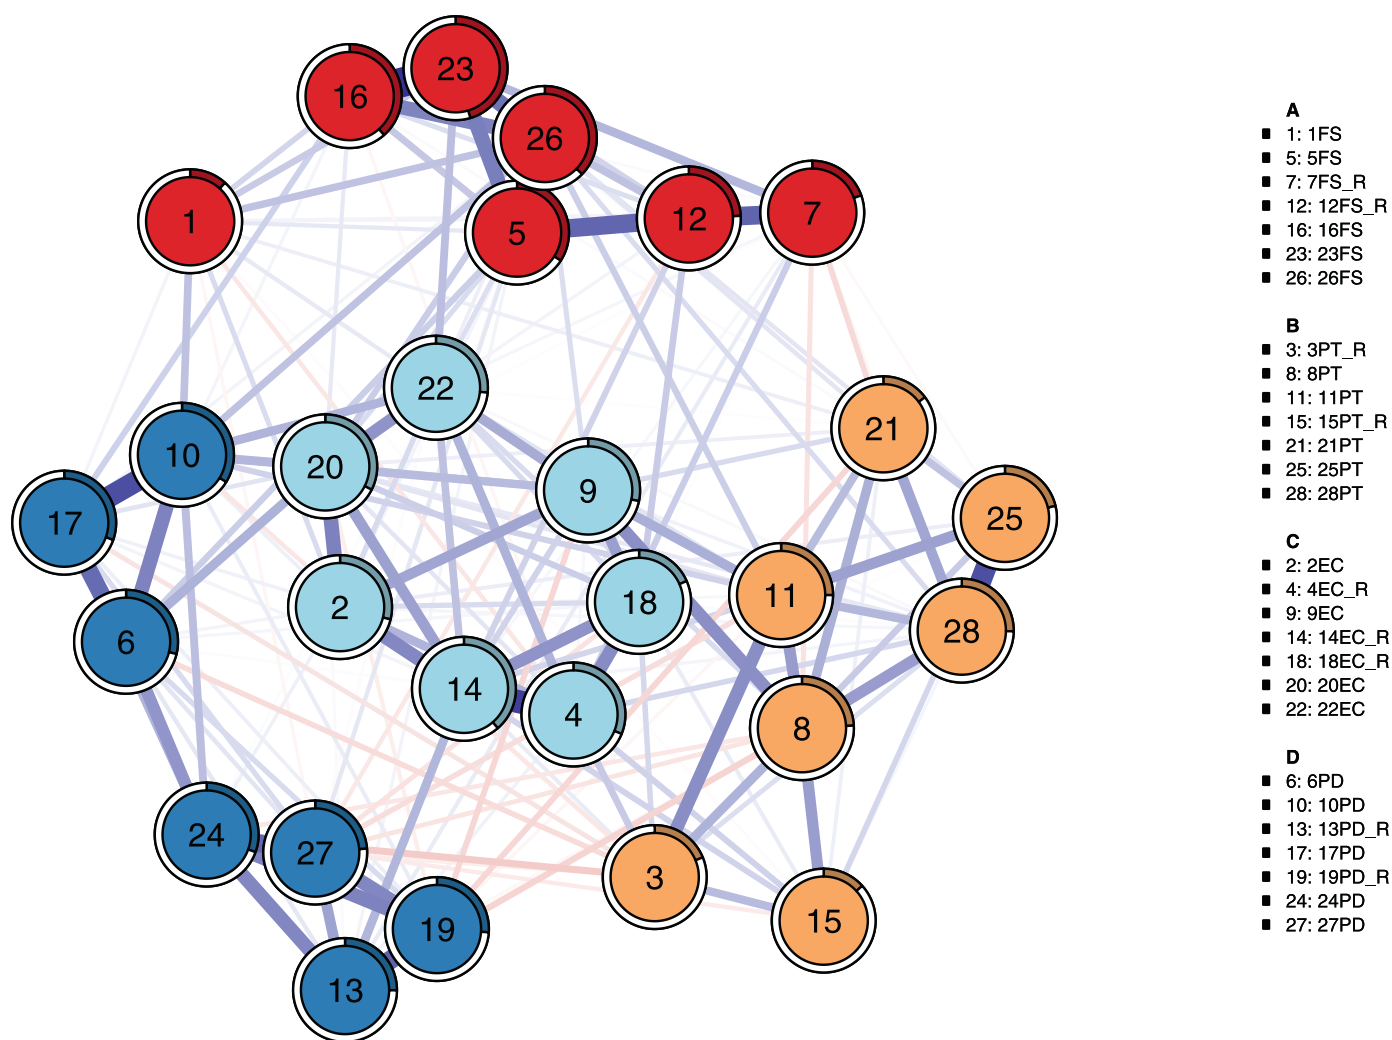 23
16
26
12
7
1
5
22
21
10
20
9
25
17
2
18
11
28
6
14
4
8
24
27
3
19
15
13
A
1: 1FS
5: 5FS
7: 7FS_R
12: 12FS_R
16: 16FS
23: 23FS
26: 26FS
B
3: 3PT_R
8: 8PT
11: 11PT
15: 15PT_R
21: 21PT
25: 25PT
28: 28PT
C
2: 2EC
4: 4EC_R
9: 9EC
14: 14EC_R
18: 18EC_R
20: 20EC
22: 22EC
D
6: 6PD
10: 10PD
13: 13PD_R
17: 17PD
19: 19PD_R
24: 24PD
27: 27PD